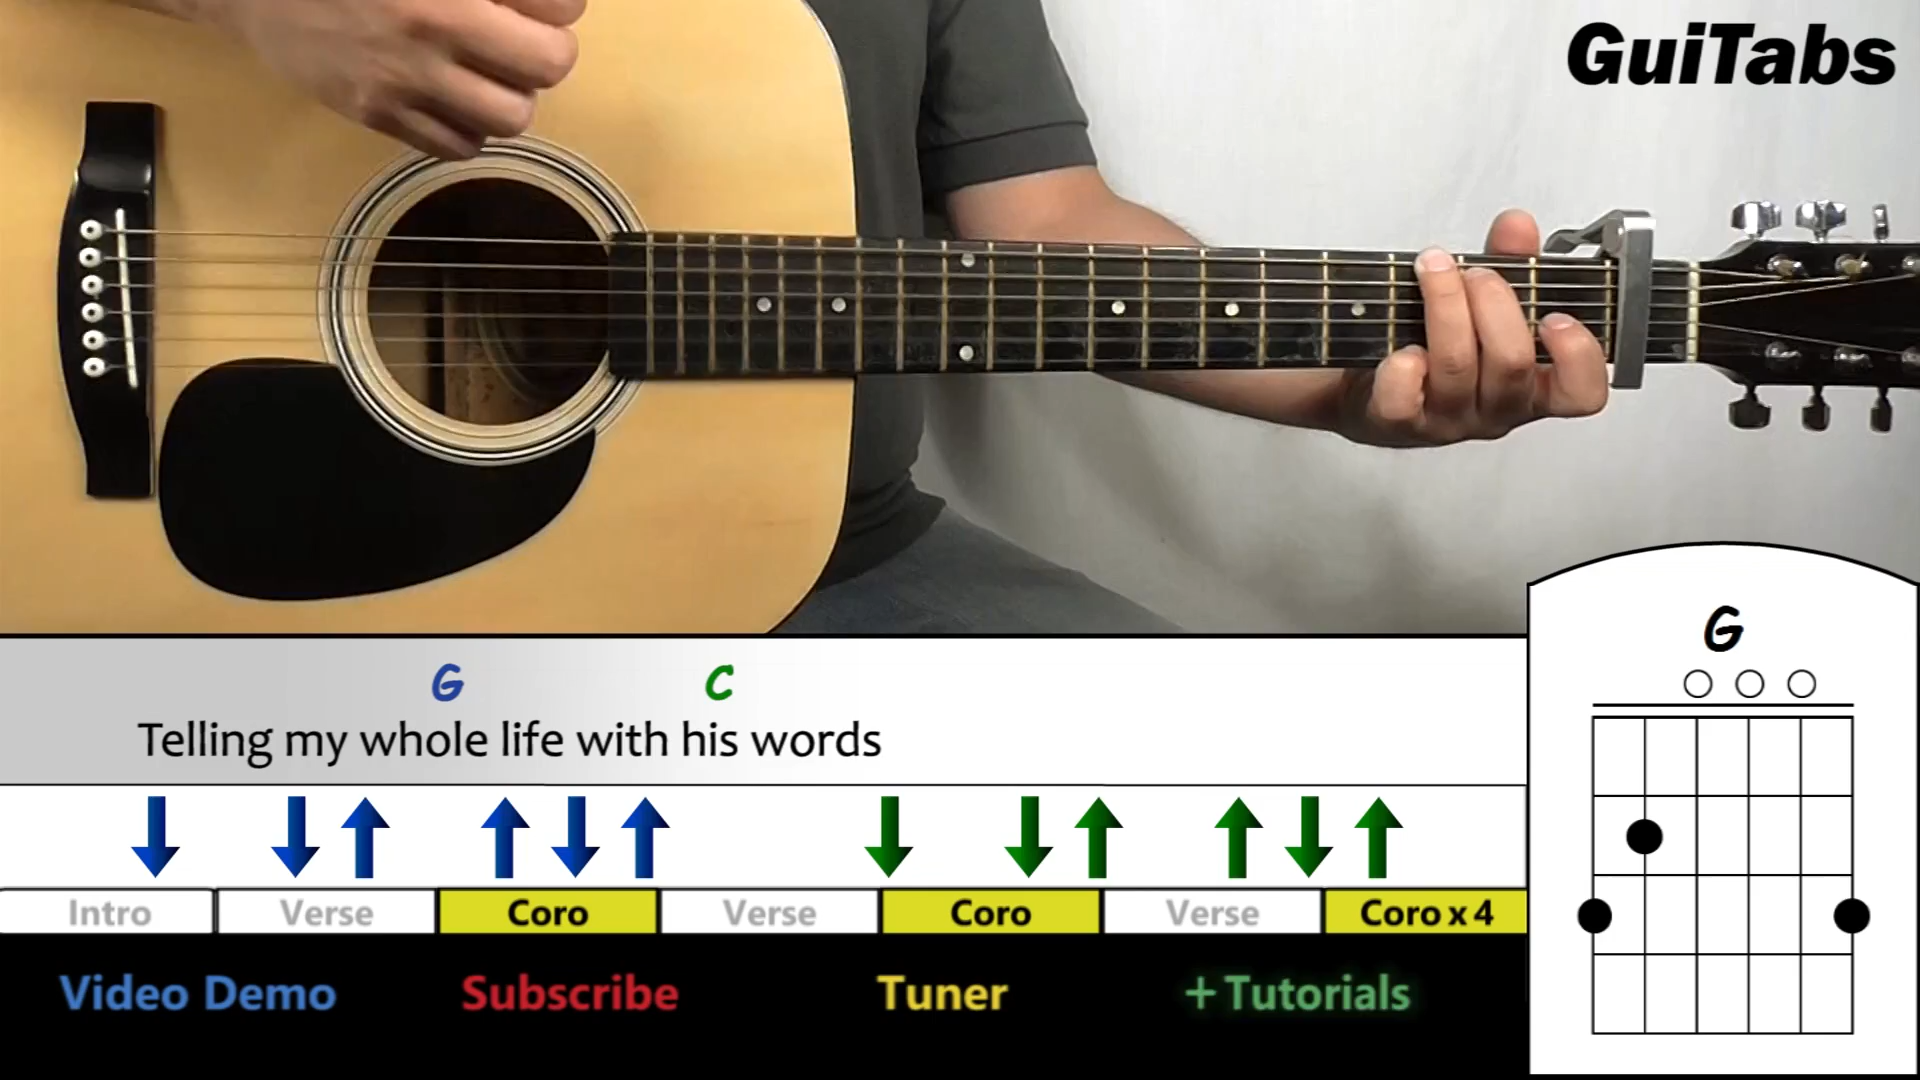 GuiTabs
G C
Telling my whole life with his words
Intro Verse Coro Verse Coro Verse Coro x 4
Video Demo Subscribe Tuner + Tutorials
G